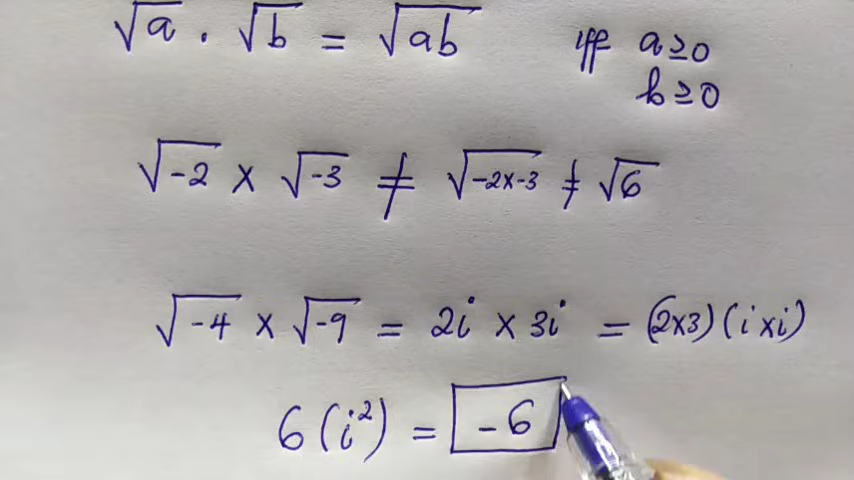 √a . √b = √ab iff a ≥ 0
b ≥ 0
√-2 × √-3 ≠ √-2×-3 ≠ √6
√-4 × √-9 = 2i × 3i = (2×3)(i×i)
6(i²) = -6